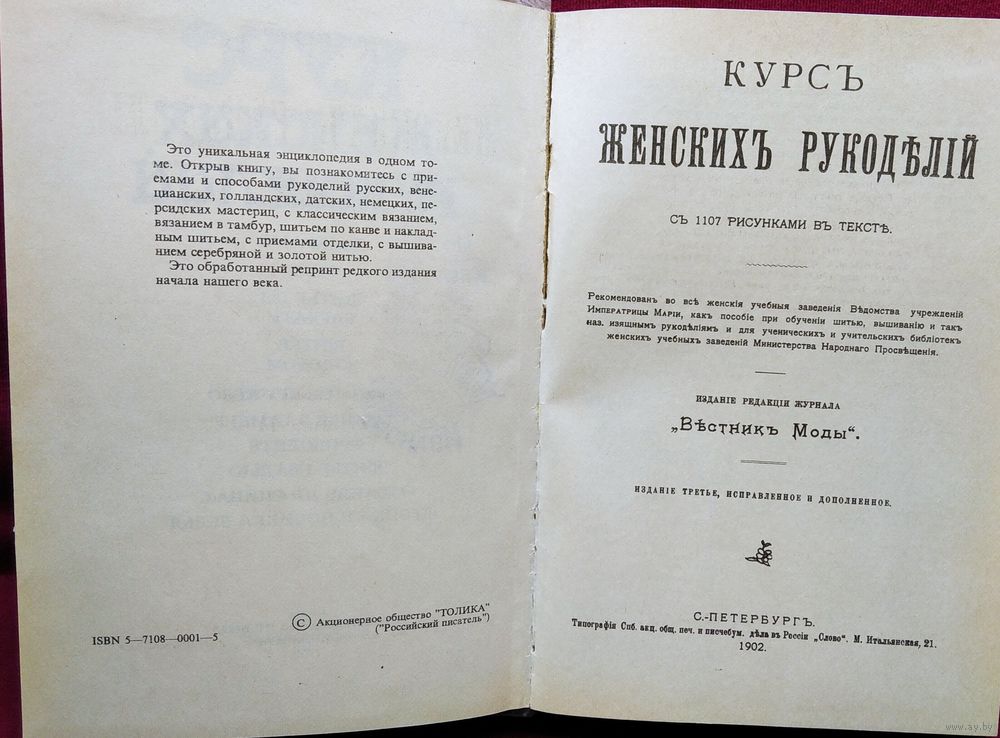 Это уникальная энциклопедия в одном то-
ме. Открыв книгу, вы познакомитесь с при-
емами и способами рукоделий русских, вене-
цианских, голландских, датских, немецких, пе-
рсидских мастериц, с классическим вязанием,
вязанием в тамбур, шитьем по канве и наклад-
ным шитьем, с приемами отделки, с вышива-
нием серебряной и золотой нитью.
Это обработанный репринт редкого издания
начала нашего века.
ISBN 5—7108—0001—5
© Акционерное общество "ТОЛИКА"
("Российский писатель")
КУРСЪ
ЖЕНСКИХЪ РУКОДѢЛІЙ
СЪ 1107 РИСУНКАМИ ВЪ ТЕКСТѢ.
Рекомендованъ во всѣ женскія учебныя заведенія Вѣдомства учрежденій
Императрицы Маріи, какъ пособіе при обученіи шитью, вышиванію и такъ
наз. изящнымъ рукодѣліямъ и для ученическихъ и учительскихъ библіотекъ
женскихъ учебныхъ заведеній Министерства Народнаго Просвѣщенія.
ИЗДАНІЕ РЕДАКЦІИ ЖУРНАЛА
„Вѣстникъ Моды“.
ИЗДАНІЕ ТРЕТЬЕ, ИСПРАВЛЕННОЕ И ДОПОЛНЕННОЕ.
С.-ПЕТЕРБУРГЪ.
Типографія Спб. акц. общ. печ. и писчебум. дѣла въ Россіи „Слово“. М. Итальянская, 21.
1902.
www.ay.by